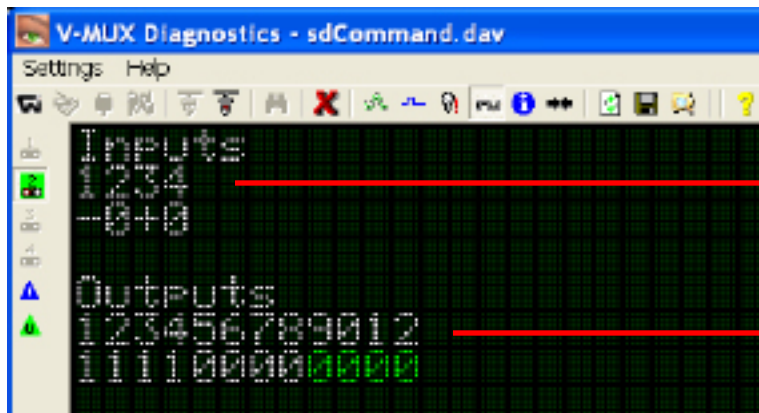 V-MUX Diagnostics - sdCommand.dav
Settings Help
Inputs
1234
-0+0
Outputs
123456789012
111100000000